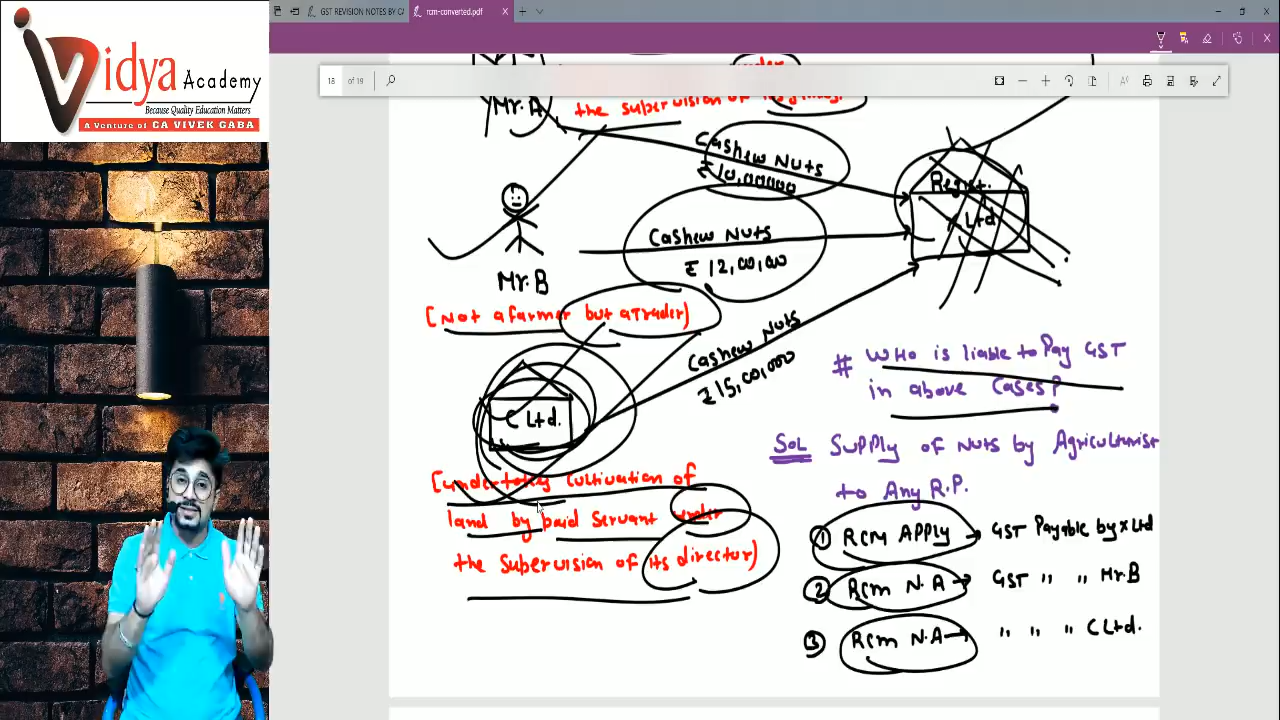 GST REVISION NOTES BY CA
rcm-converted.pdf
18 of 19
Vidya Academy
Because Quality Education Matters
A Venture of CA VIVEK GABA
Mr. A
the supervision of
Cashew Nuts
₹ 10,00000
Regist.
Ltd
Cashew Nuts
₹ 12,00,000
Mr. B
[Not a farmer but a Trader)
Cashew Nuts
₹ 15,00,000
C Ltd.
[undertakes cultivation of
land by paid servant under
the supervision of its director)
# WHO is liable to Pay GST
in above Cases?
Sol Supply of Nuts by Agriculturist
to Any R.P.
① RCM APPLY → GST Payable by X Ltd
② Rcm N.A → GST " " Mr. B
③ Rcm N.A → " " " C Ltd.